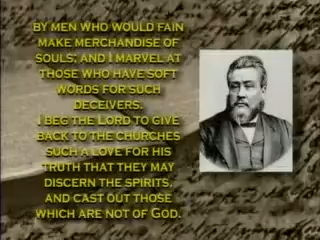 BY MEN WHO WOULD FAIN
MAKE MERCHANDISE OF
SOULS; AND I MARVEL AT
THOSE WHO HAVE SOFT
WORDS FOR SUCH
DECEIVERS.
I BEG THE LORD TO GIVE
BACK TO THE CHURCHES
SUCH A LOVE FOR HIS
TRUTH THAT THEY MAY
DISCERN THE SPIRITS,
AND CAST OUT THOSE
WHICH ARE NOT OF GOD.